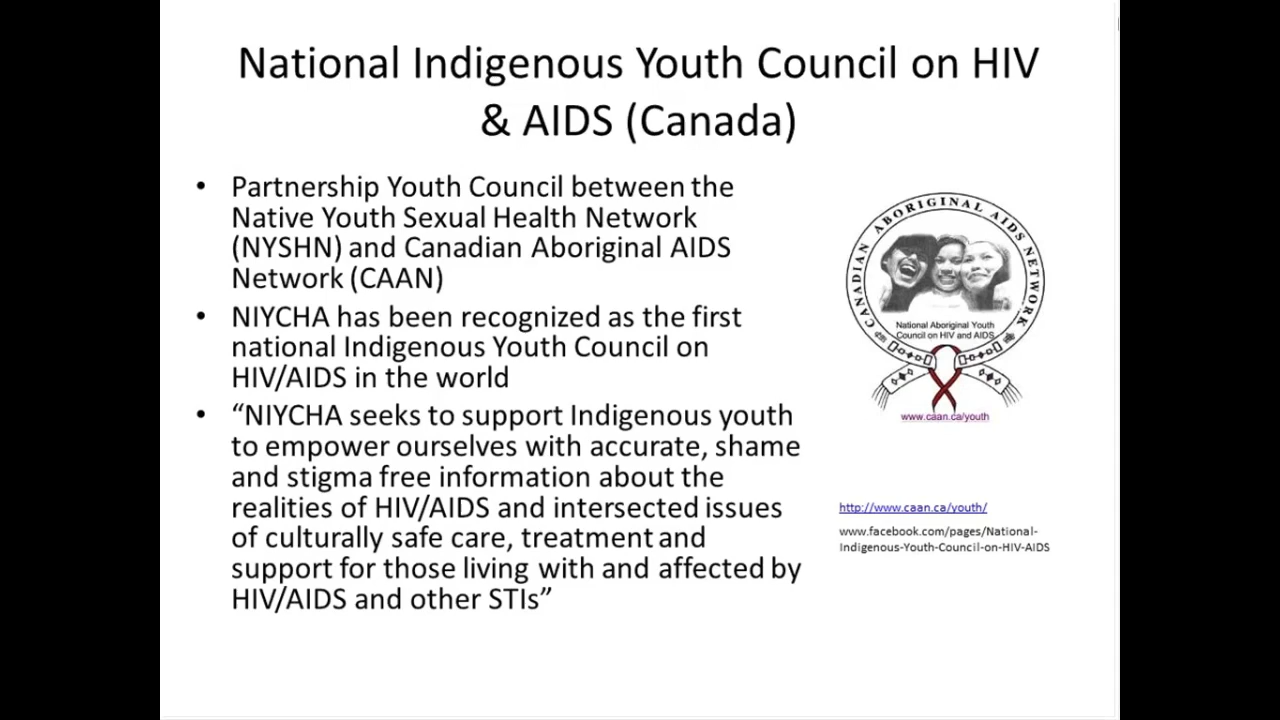 National Indigenous Youth Council on HIV
& AIDS (Canada)
• Partnership Youth Council between the
Native Youth Sexual Health Network
(NYSHN) and Canadian Aboriginal AIDS
Network (CAAN)
• NIYCHA has been recognized as the first
national Indigenous Youth Council on
HIV/AIDS in the world
• “NIYCHA seeks to support Indigenous youth
to empower ourselves with accurate, shame
and stigma free information about the
realities of HIV/AIDS and intersected issues
of culturally safe care, treatment and
support for those living with and affected by
HIV/AIDS and other STIs”
CANADIAN ABORIGINAL AIDS NETWORK
National Aboriginal Youth
Council on HIV and AIDS
www.caan.ca/youth
http://www.caan.ca/youth/
www.facebook.com/pages/National-
Indigenous-Youth-Council-on-HIV-AIDS